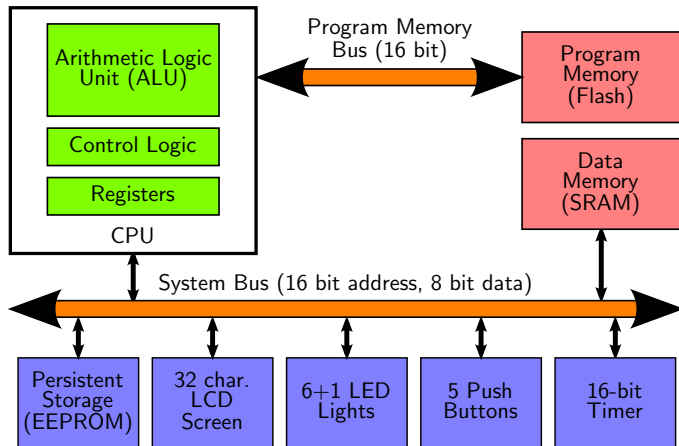 Arithmetic Logic
Unit (ALU)
Control Logic
Registers
CPU
Program Memory
Bus (16 bit)
Program
Memory
(Flash)
Data
Memory
(SRAM)
System Bus (16 bit address, 8 bit data)
Persistent
Storage
(EEPROM)
32 char.
LCD
Screen
6+1 LED
Lights
5 Push
Buttons
16-bit
Timer